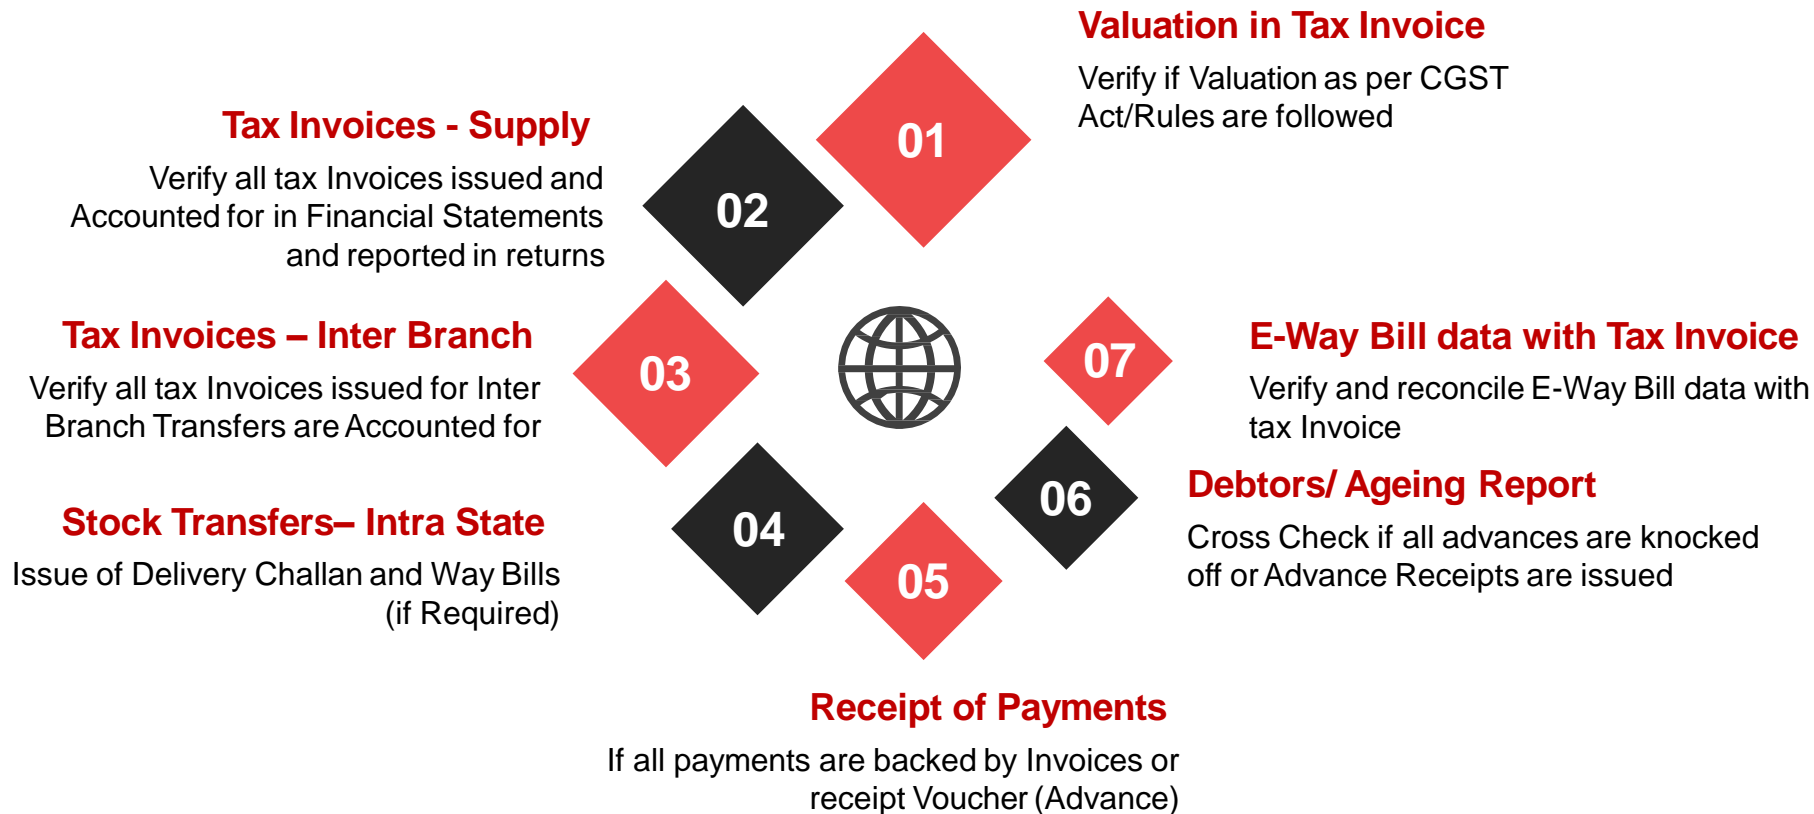 01
Valuation in Tax Invoice
Verify if Valuation as per CGST
Act/Rules are followed
02
Tax Invoices - Supply
Verify all tax Invoices issued and
Accounted for in Financial Statements
and reported in returns
03
Tax Invoices – Inter Branch
Verify all tax Invoices issued for Inter
Branch Transfers are Accounted for
04
Stock Transfers– Intra State
Issue of Delivery Challan and Way Bills
(if Required)
05
Receipt of Payments
If all payments are backed by Invoices or
receipt Voucher (Advance)
06
Debtors/ Ageing Report
Cross Check if all advances are knocked
off or Advance Receipts are issued
07
E-Way Bill data with Tax Invoice
Verify and reconcile E-Way Bill data with
tax Invoice